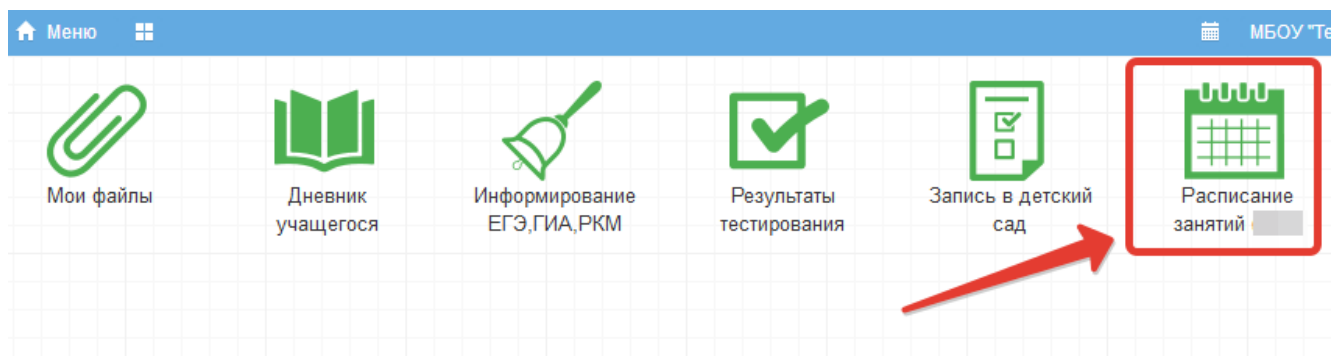 Меню
МБОУ "Те
Мои файлы
Дневник
учащегося
Информирование
ЕГЭ,ГИА,РКМ
Результаты
тестирования
Запись в детский
сад
Расписание
занятий